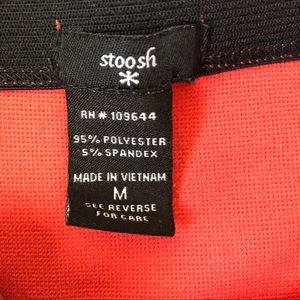 stoosh
*
RN# 109644
95% POLYESTER
5% SPANDEX
MADE IN VIETNAM
M
SEE REVERSE
FOR CARE